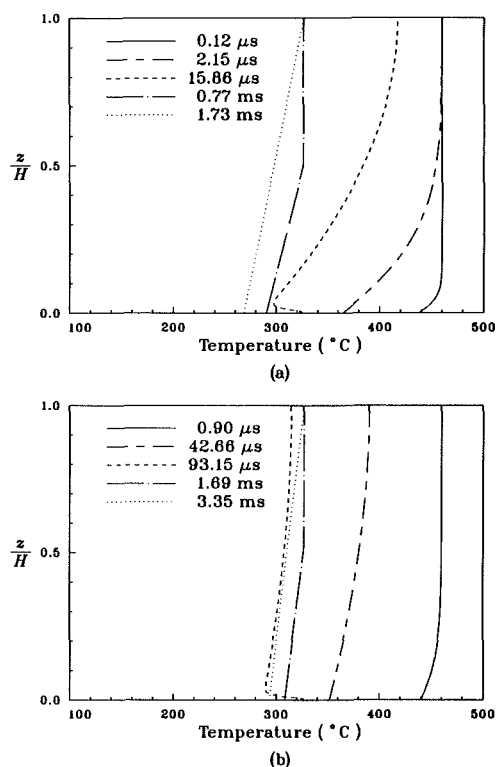 0.12 μs
2.15 μs
15.86 μs
0.77 ms
1.73 ms
1.0
0.5
0.0
z
H
100 200 300 400 500
Temperature (°C)
(a)
0.90 μs
42.66 μs
93.15 μs
1.69 ms
3.35 ms
1.0
0.5
0.0
z
H
100 200 300 400 500
Temperature (°C)
(b)